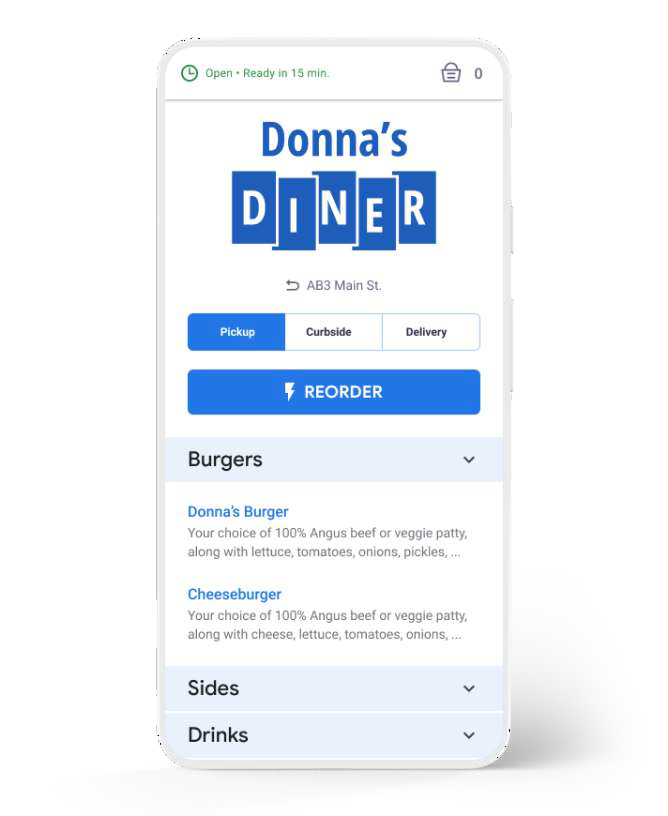 Open • Ready in 15 min.
0
Donna's
DINER
AB3 Main St.
Pickup
Curbside
Delivery
REORDER
Burgers
Donna's Burger
Your choice of 100% Angus beef or veggie patty,
along with lettuce, tomatoes, onions, pickles, ...
Cheeseburger
Your choice of 100% Angus beef or veggie patty,
along with cheese, lettuce, tomatoes, onions, ...
Sides
Drinks